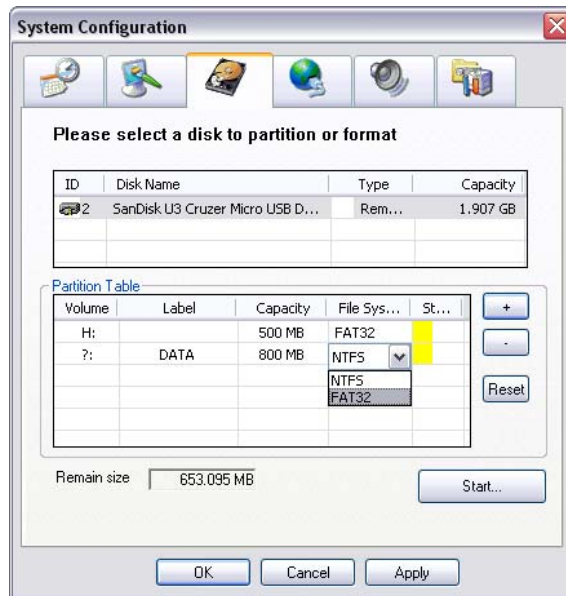 System Configuration
Please select a disk to partition or format
ID Disk Name Type Capacity
2 SanDisk U3 Cruzer Micro USB D... Rem... 1.907 GB
Partition Table
Volume Label Capacity File Sys... St...
+
H: 500 MB FAT32
-
?: DATA 800 MB NTFS
NTFS
FAT32
Reset
Remain size 653.095 MB
Start...
OK Cancel Apply